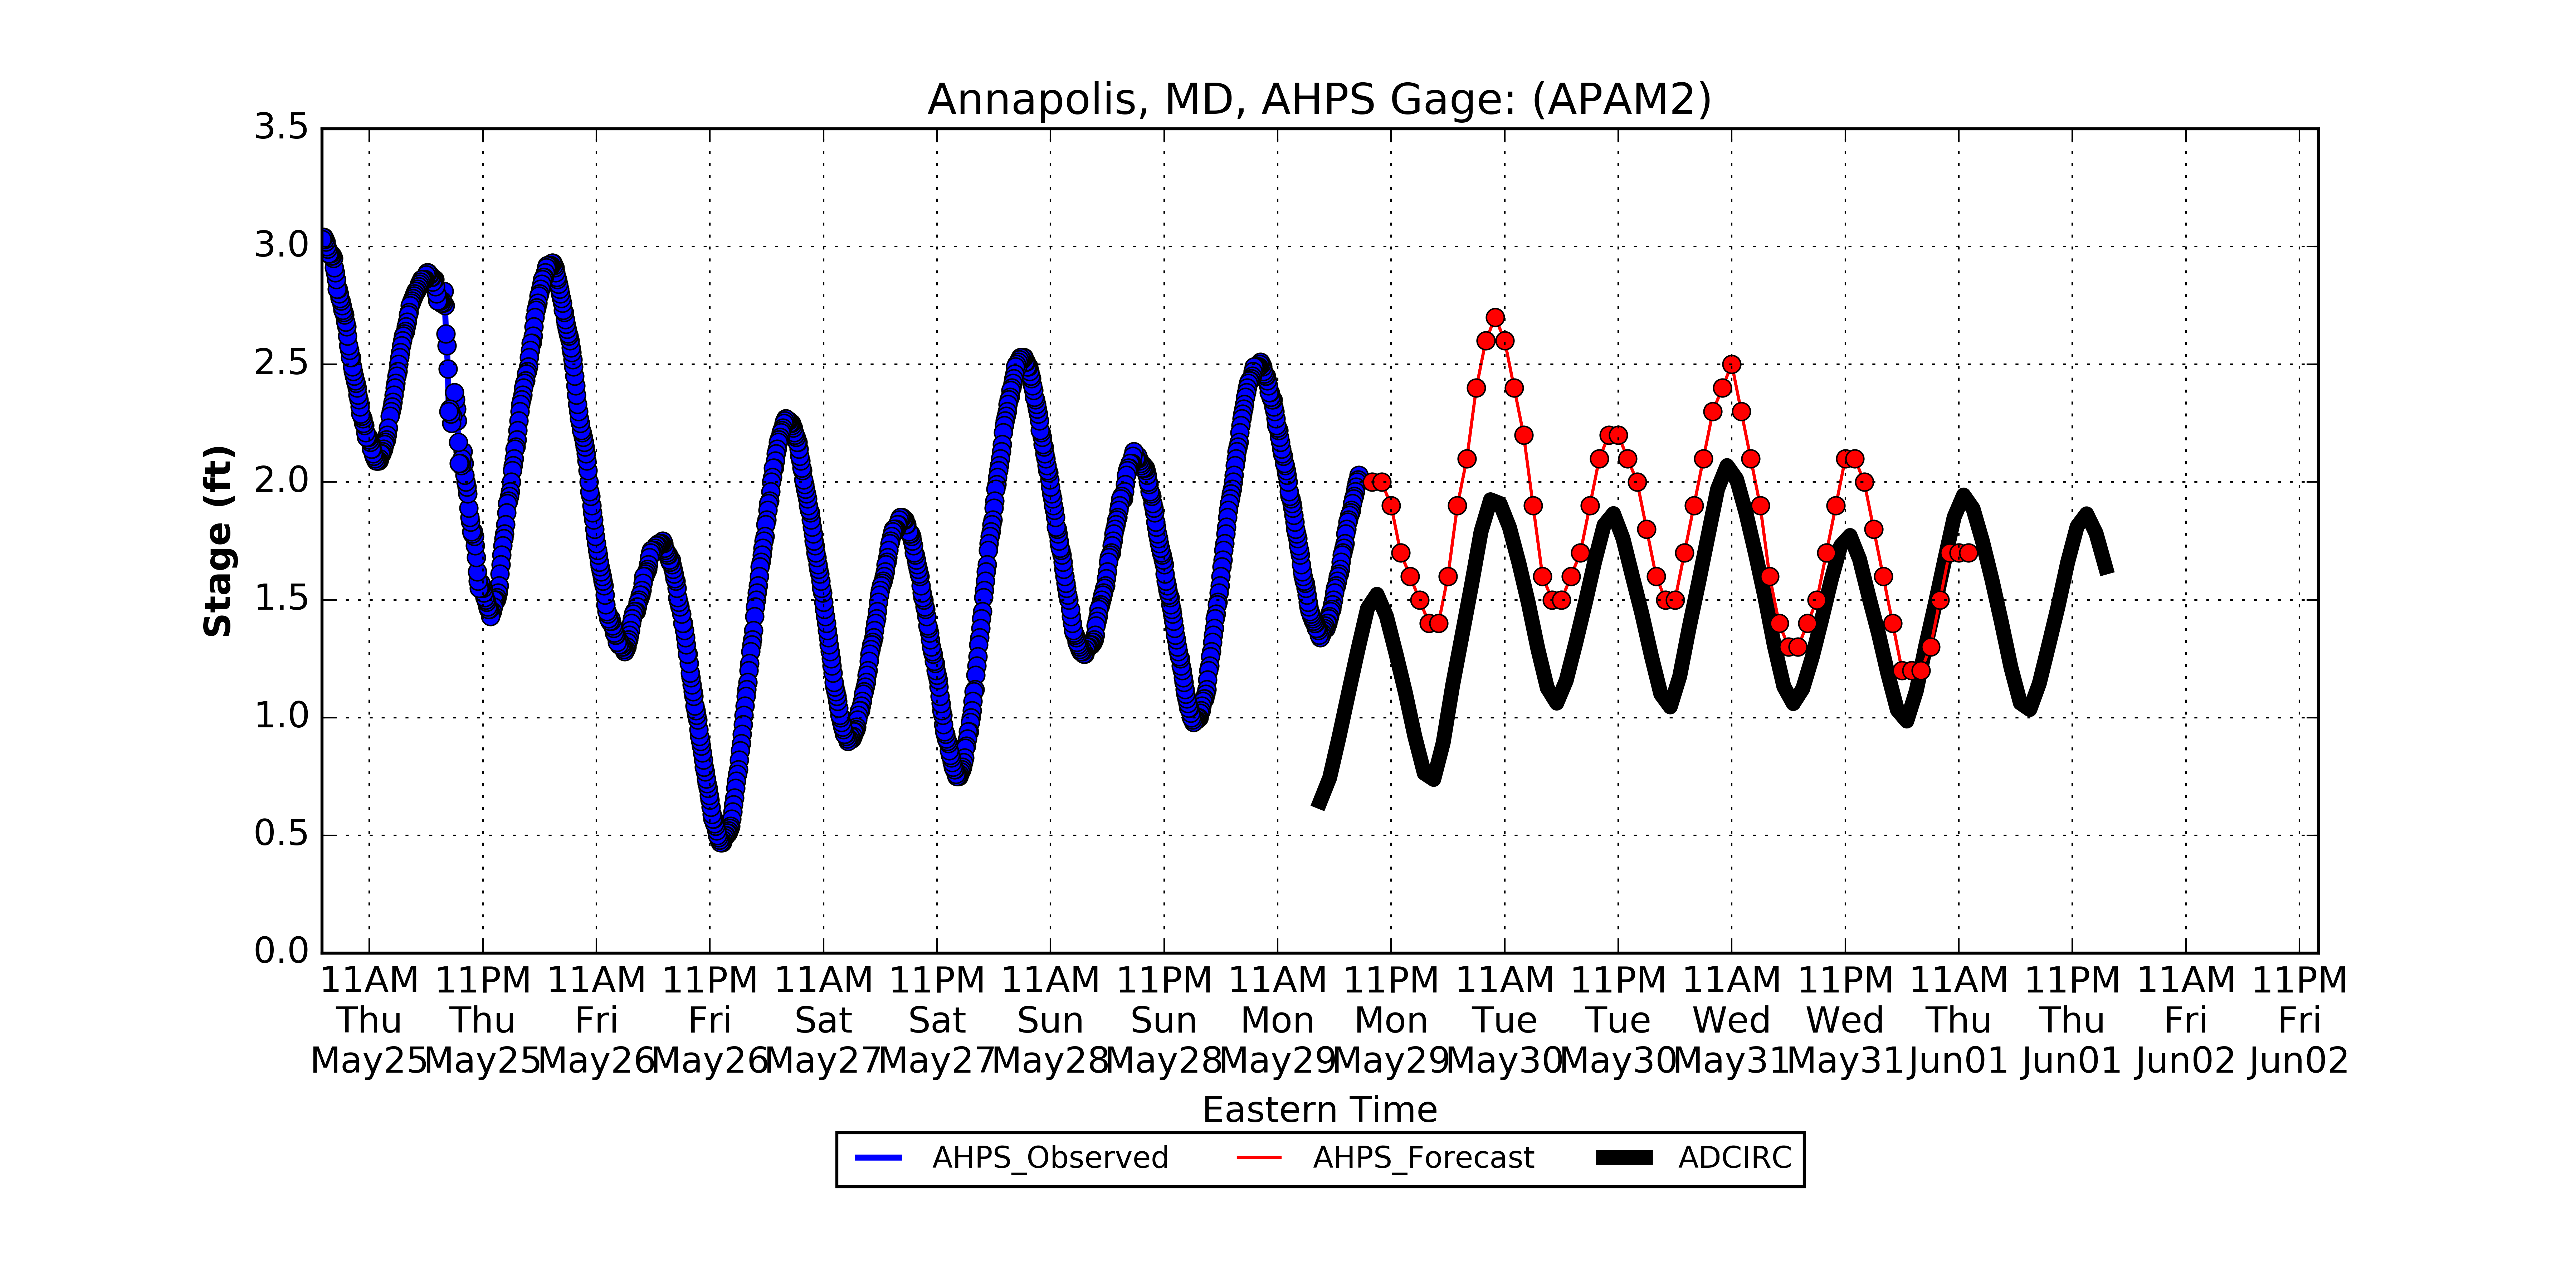 Annapolis, MD, AHPS Gage: (APAM2)
Stage (ft)
3.5
3.0
2.5
2.0
1.5
1.0
0.5
0.0
11AM 11PM 11AM 11PM 11AM 11PM 11AM 11PM 11AM 11PM 11AM 11PM 11AM 11PM 11AM 11PM 11AM 11PM
Thu Thu Fri Fri Sat Sat Sun Sun Mon Mon Tue Tue Wed Wed Thu Thu Fri Fri
May25 May25 May26 May26 May27 May27 May28 May28 May29 May29 May30 May30 May31 May31 Jun01 Jun01 Jun02 Jun02
Eastern Time
AHPS_Observed AHPS_Forecast ADCIRC